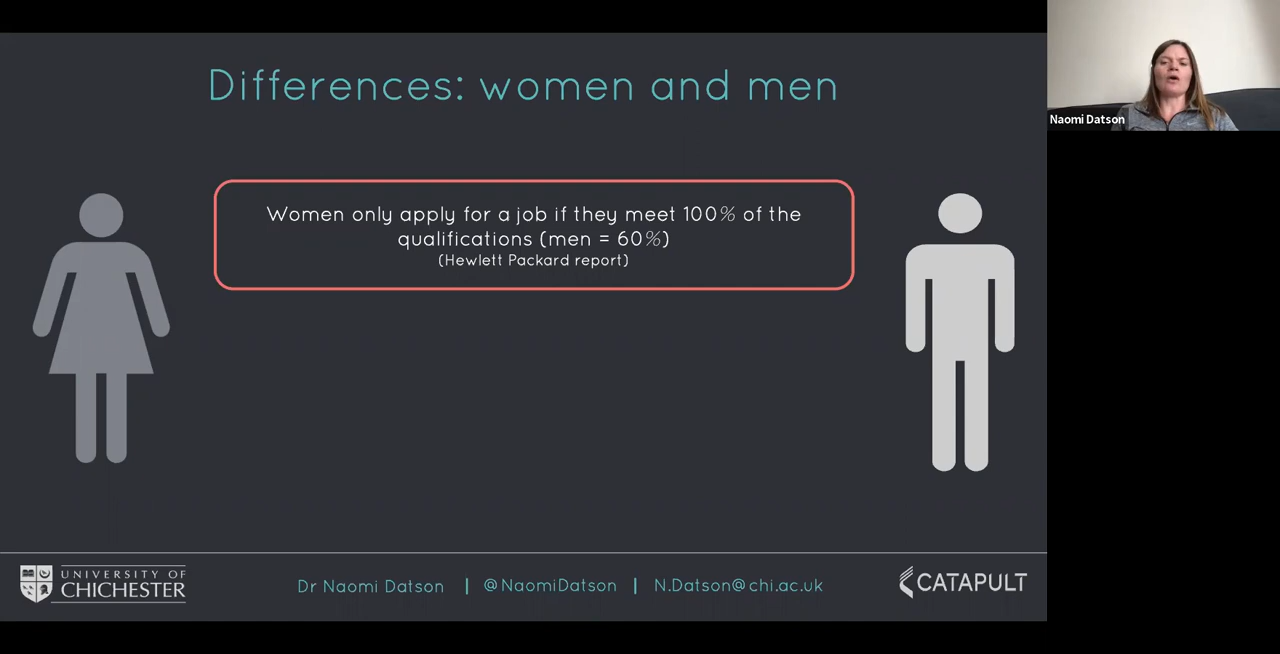 Differences: women and men
Naomi Datson
Women only apply for a job if they meet 100% of the
qualifications (men = 60%)
(Hewlett Packard report)
UNIVERSITY OF
CHICHESTER
Dr Naomi Datson | @NaomiDatson | N.Datson@chi.ac.uk
CATAPULT